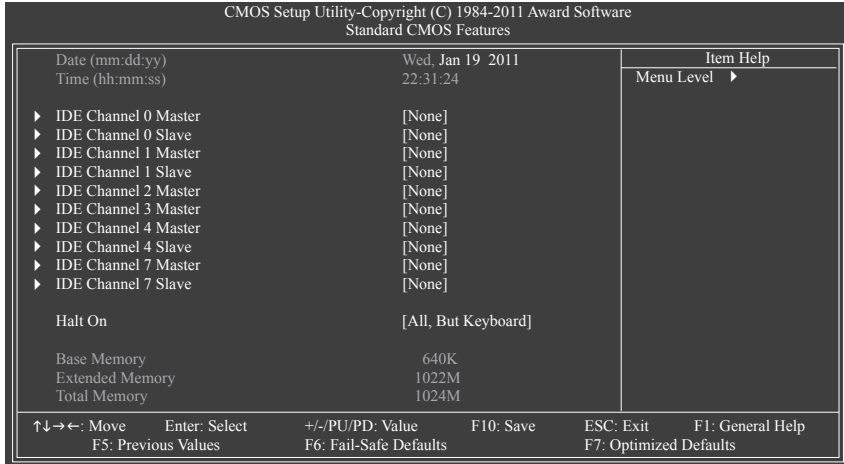 CMOS Setup Utility-Copyright (C) 1984-2011 Award Software
Standard CMOS Features
Date (mm:dd:yy) Wed, Jan 19 2011
Time (hh:mm:ss) 22:31:24
IDE Channel 0 Master [None]
IDE Channel 0 Slave [None]
IDE Channel 1 Master [None]
IDE Channel 1 Slave [None]
IDE Channel 2 Master [None]
IDE Channel 3 Master [None]
IDE Channel 4 Master [None]
IDE Channel 4 Slave [None]
IDE Channel 7 Master [None]
IDE Channel 7 Slave [None]
Halt On [All, But Keyboard]
Base Memory 640K
Extended Memory 1022M
Total Memory 1024M
Item Help
Menu Level ▶
↑↓→←: Move Enter: Select +/-/PU/PD: Value F10: Save ESC: Exit F1: General Help
F5: Previous Values F6: Fail-Safe Defaults F7: Optimized Defaults